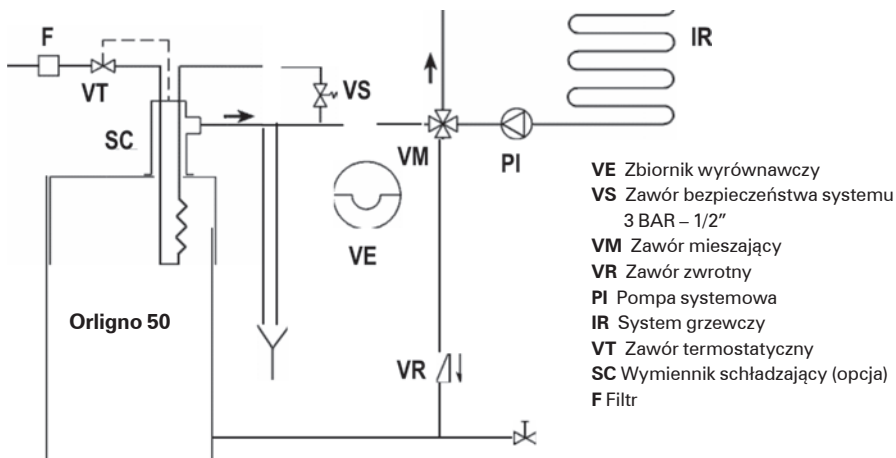 F
VT
SC
VS
VM
PI
IR
VE
Orligno 50
VR
VE Zbiornik wyrównawczy
VS Zawór bezpieczeństwa systemu
3 BAR – 1/2”
VM Zawór mieszający
VR Zawór zwrotny
PI Pompa systemowa
IR System grzewczy
VT Zawór termostatyczny
SC Wymiennik schładzający (opcja)
F Filtr